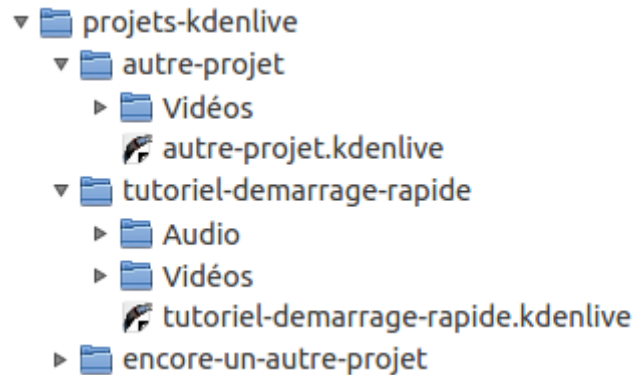 projets-kdenlive
autre-projet
Vidéos
autre-projet.kdenlive
tutoriel-demarrage-rapide
Audio
Vidéos
tutoriel-demarrage-rapide.kdenlive
encore-un-autre-projet